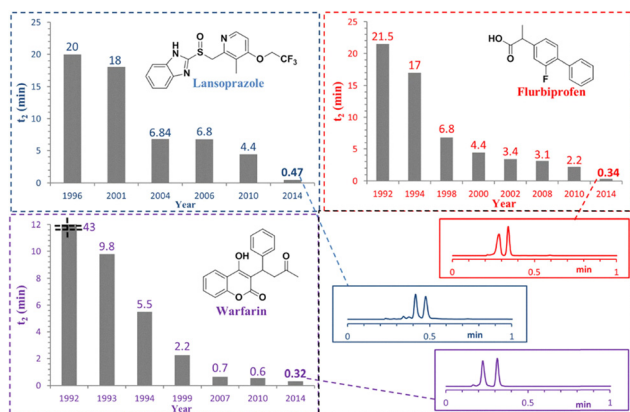 25
20
15
10
5
0
t₂ (min)
20
18
6.84
6.8
4.4
0.47
1996
2001
2004
2006
2010
2014
Year
H
N
N
O
S
N
O
CF₃
Lansoprazole
25
20
15
10
5
0
t₂ (min)
21.5
17
6.8
4.4
3.4
3.1
2.2
0.34
1992
1994
1998
2000
2002
2008
2010
2014
Year
HO
O
F
Flurbiprofen
12
10
8
6
4
2
0
t₂ (min)
43
9.8
5.5
2.2
0.7
0.6
0.32
1992
1993
1994
1999
2007
2010
2014
Year
OH
O
O
O
Warfarin
0
0.5
min
1
0
0.5
min
1
0
0.5
min
1